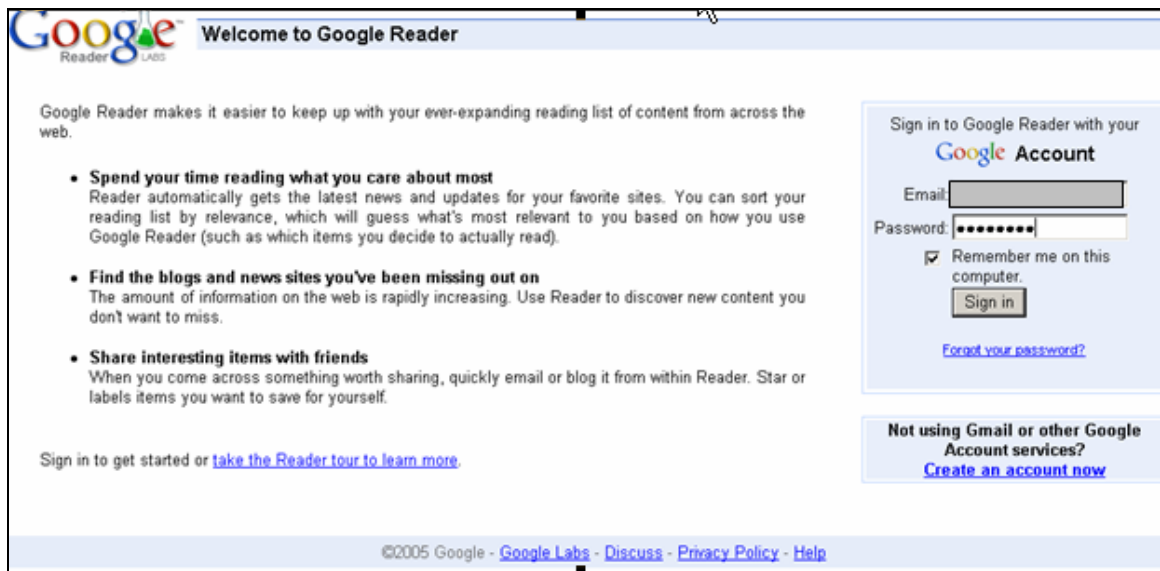 Google
Reader LABS
Welcome to Google Reader
Google Reader makes it easier to keep up with your ever-expanding reading list of content from across the
web.
• Spend your time reading what you care about most
Reader automatically gets the latest news and updates for your favorite sites. You can sort your
reading list by relevance, which will guess what's most relevant to you based on how you use
Google Reader (such as which items you decide to actually read).
• Find the blogs and news sites you've been missing out on
The amount of information on the web is rapidly increasing. Use Reader to discover new content you
don't want to miss.
• Share interesting items with friends
When you come across something worth sharing, quickly email or blog it from within Reader. Star or
labels items you want to save for yourself.
Sign in to get started or take the Reader tour to learn more.
Sign in to Google Reader with your
Google Account
Email:
Password: ••••••••
Remember me on this
computer.
Sign in
Forgot your password?
Not using Gmail or other Google
Account services?
Create an account now
©2005 Google - Google Labs - Discuss - Privacy Policy - Help